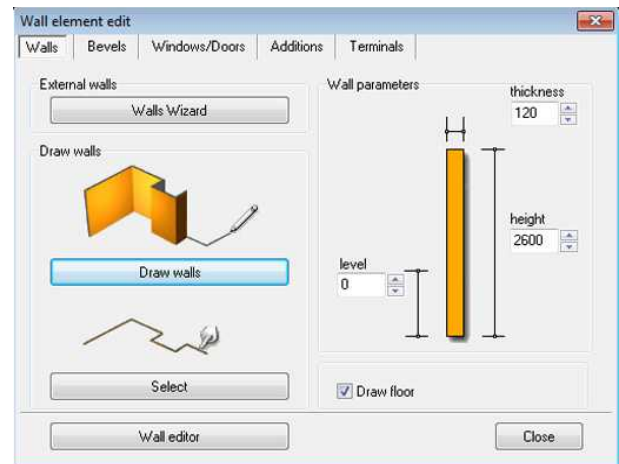 Wall element edit
Walls
Bevels
Windows/Doors
Additions
Terminals
External walls
Walls Wizard
Draw walls
Draw walls
Select
Wall editor
Wall parameters
thickness
120
height
2600
level
0
Draw floor
Close